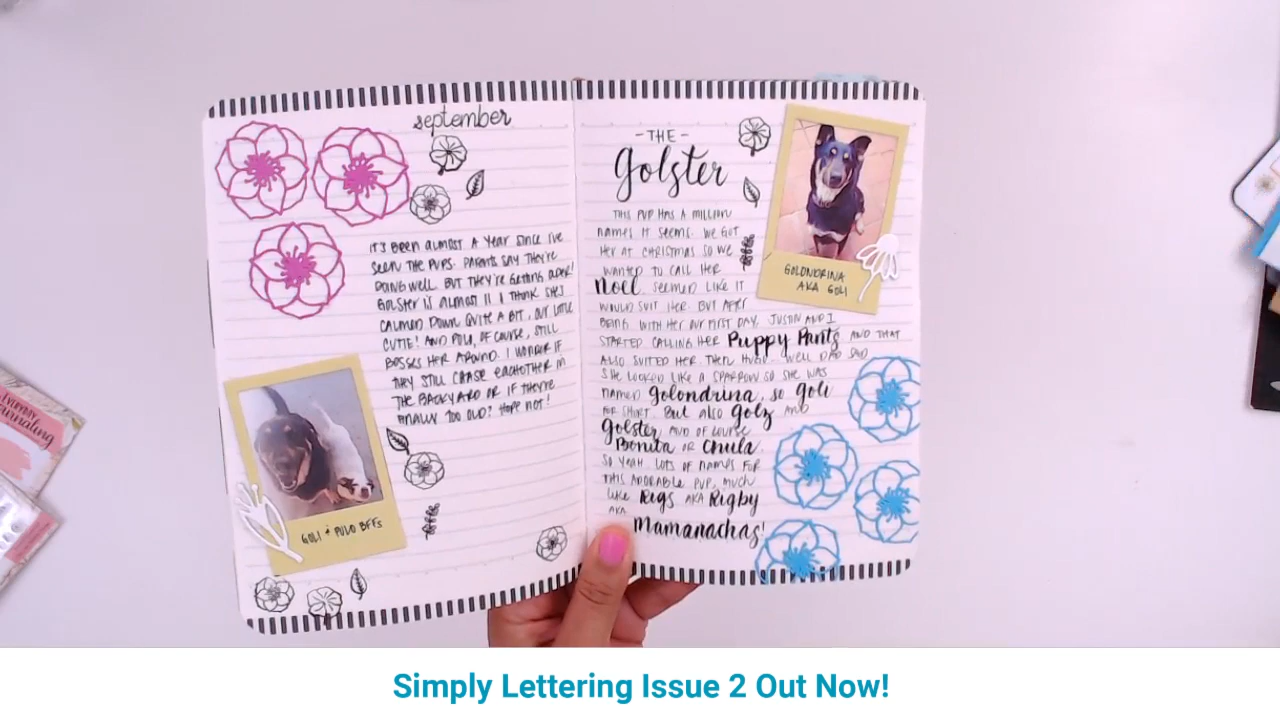 september
IT'S BEEN ALMOST A YEAR SINCE I'VE
SEEN THE PUPS. PARENTS SAY THEY'RE
DOING WELL. BUT THEY'RE GETTING OLDER!
GOLSTER IS ALMOST 11 I THINK. SHE'S
CALMED DOWN QUITE A BIT, OUR LITTLE
CUTIE! AND POLO, OF COURSE, STILL
BOSSES HER AROUND. I WONDER IF
THEY STILL CHASE EACHOTHER IN
THE BACKYARD OR IF THEY'RE
FINALLY TOO OLD? HOPE NOT!
GOLI + POLO BFFS
-THE-
Golster
THIS PUP HAS A MILLION
NAMES IT SEEMS. WE GOT
HER AT CHRISTMAS SO WE
WANTED TO CALL HER
Noel. SEEMED LIKE IT
WOULD SUIT HER. BUT AFTER
BEING WITH HER OUR FIRST DAY, JUSTIN AND I
STARTED CALLING HER Puppy Pants AND THAT
ALSO SUITED HER. THEN HUGO. WELL DAD SAID
SHE LOOKED LIKE A SPARROW SO SHE WAS
NAMED Golondrina, SO Goli
FOR SHORT. BUT ALSO Golz AND
Golster, AND OF COURSE
Bonita OR Chula.
SO YEAH. LOTS OF NAMES FOR
THIS ADORABLE PUP, MUCH
LIKE Rigs AKA Rigby
AKA
Mamanachas!
GOLONDRINA
AKA GOLI
EVERYDAY
Journaling
Simply Lettering Issue 2 Out Now!